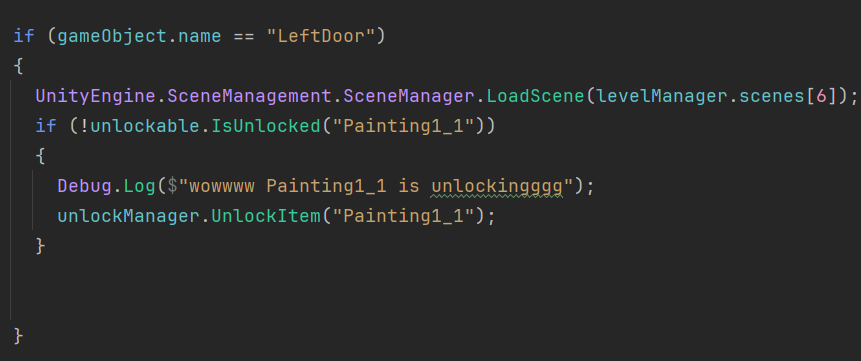 if (gameObject.name == "LeftDoor")
{
UnityEngine.SceneManagement.SceneManager.LoadScene(levelManager.scenes[6]);
if (!unlockable.IsUnlocked("Painting1_1"))
{
Debug.Log($"wowwww Painting1_1 is unlockingggg");
unlockManager.UnlockItem("Painting1_1");
}
}